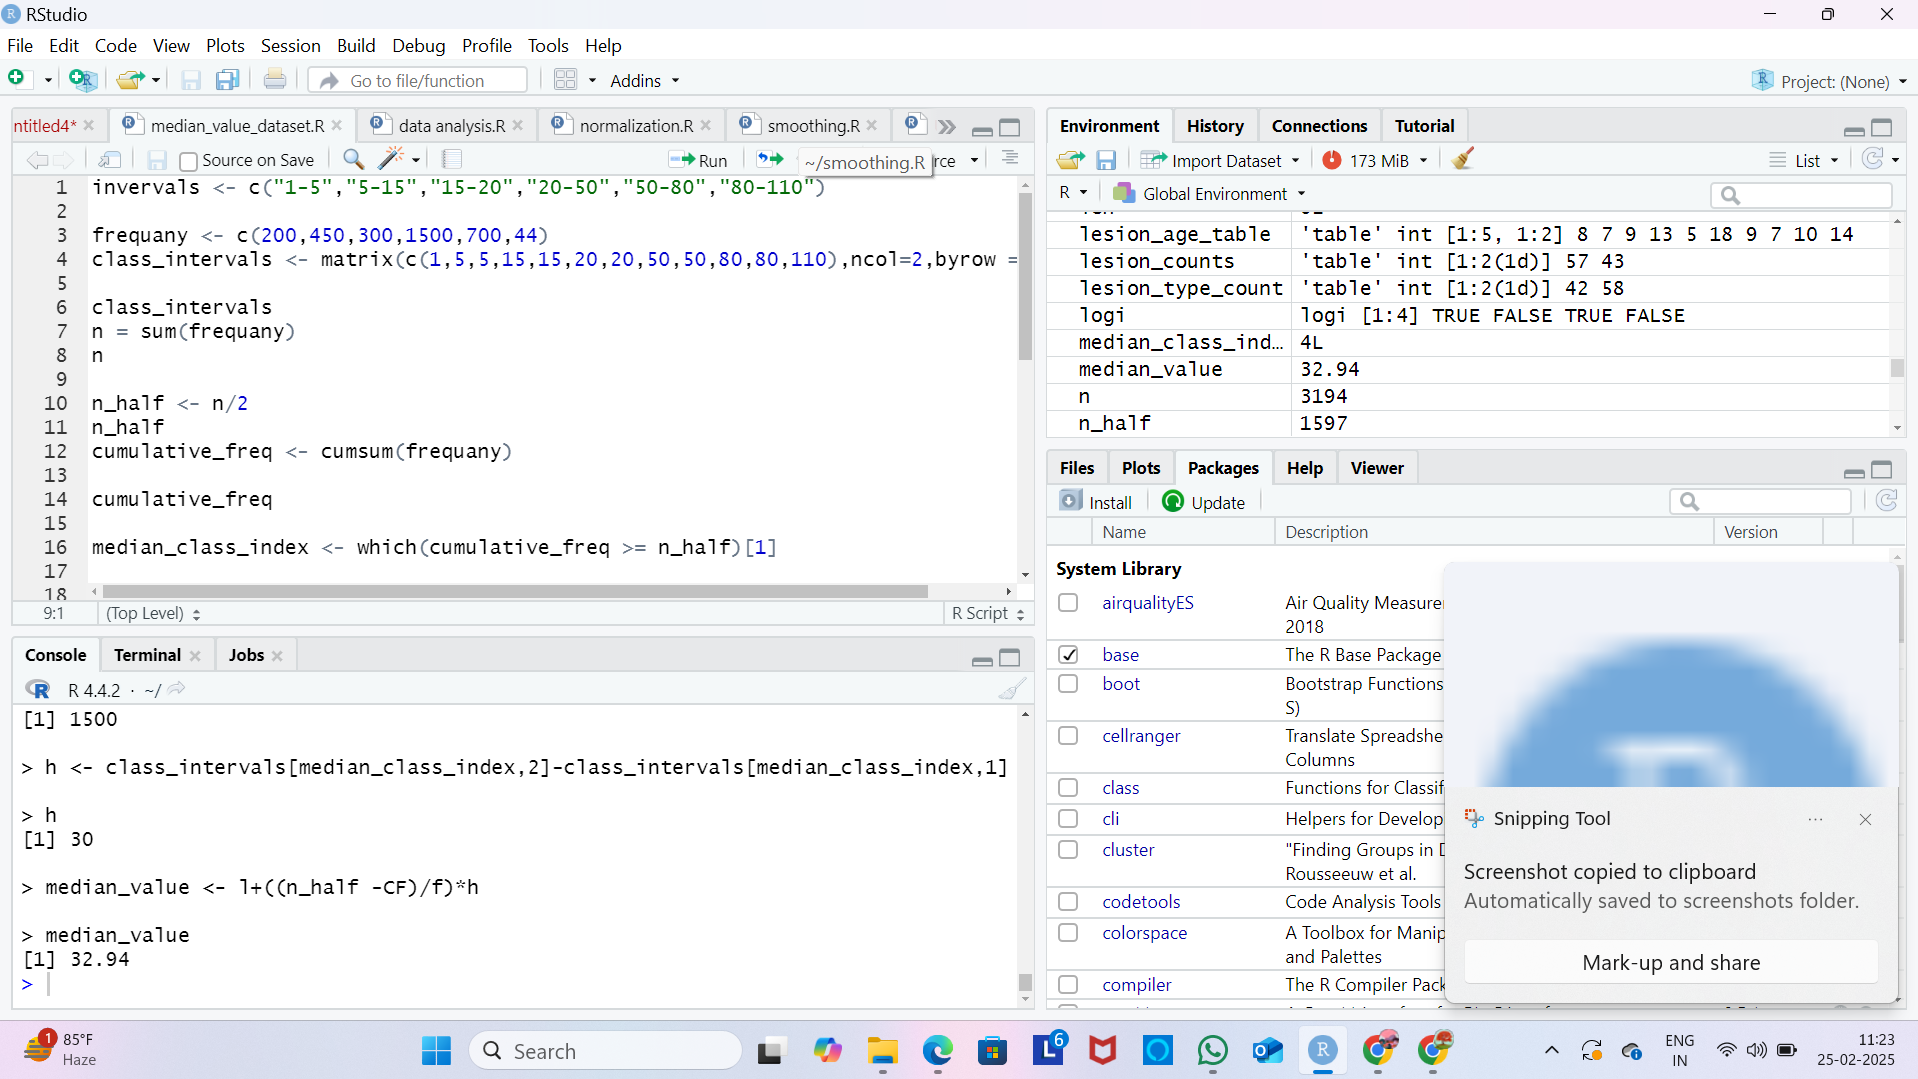 RStudio
File Edit Code View Plots Session Build Debug Profile Tools Help
Go to file/function Addins Project: (None)
ntitled4* median_value_dataset.R data analysis.R normalization.R smoothing.R
Source on Save Run rce
~/smoothing.R
1 invervals <- c("1-5","5-15","15-20","20-50","50-80","80-110")
2
3 frequany <- c(200,450,300,1500,700,44)
4 class_intervals <- matrix(c(1,5,5,15,15,20,20,50,50,80,80,110),ncol=2,byrow =
5
6 class_intervals
7 n = sum(frequany)
8 n
9
10 n_half <- n/2
11 n_half
12 cumulative_freq <- cumsum(frequany)
13
14 cumulative_freq
15
16 median_class_index <- which(cumulative_freq >= n_half)[1]
17
18
9:1 (Top Level) R Script
Console Terminal Jobs
R 4.4.2 · ~/
[1] 1500
> h <- class_intervals[median_class_index,2]-class_intervals[median_class_index,1]
> h
[1] 30
> median_value <- l+((n_half -CF)/f)*h
> median_value
[1] 32.94
>
Environment History Connections Tutorial
Import Dataset 173 MiB List
R Global Environment
lesion_age_table 'table' int [1:5, 1:2] 8 7 9 13 5 18 9 7 10 14
lesion_counts 'table' int [1:2(1d)] 57 43
lesion_type_count 'table' int [1:2(1d)] 42 58
logi logi [1:4] TRUE FALSE TRUE FALSE
median_class_ind… 4L
median_value 32.94
n 3194
n_half 1597
Files Plots Packages Help Viewer
Install Update
Name Description Version
System Library
airqualityES Air Quality Measure
2018
base The R Base Package
boot Bootstrap Functions
S)
cellranger Translate Spreadshe
Columns
class Functions for Classif
cli Helpers for Develop
cluster "Finding Groups in D
Rousseeuw et al.
codetools Code Analysis Tools
colorspace A Toolbox for Manip
and Palettes
compiler The R Compiler Pack
Snipping Tool
Screenshot copied to clipboard
Automatically saved to screenshots folder.
Mark-up and share
1 85°F
Haze
Search
6
ENG
IN
11:23
25-02-2025